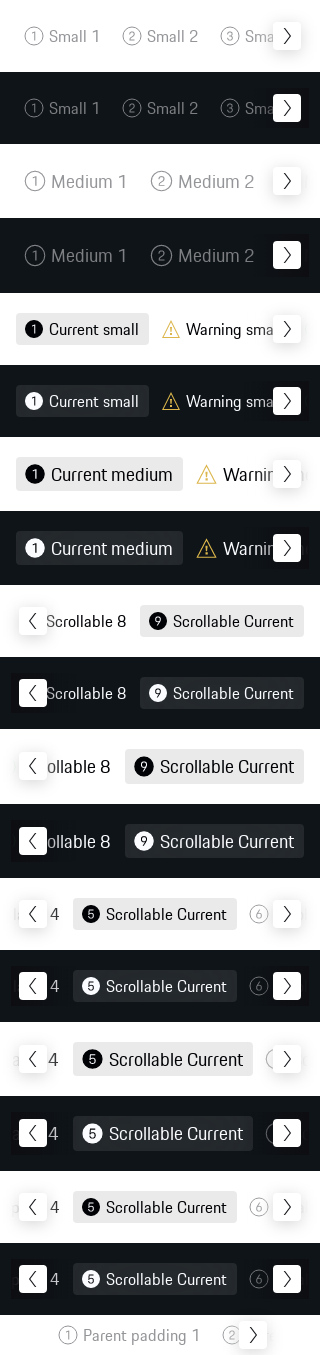 1 Small 1 2 Small 2 3 Sma
1 Small 1 2 Small 2 3 Sma
1 Medium 1 2 Medium 2
1 Medium 1 2 Medium 2
1 Current small Warning sma
1 Current small Warning sma
1 Current medium Warnin
1 Current medium Warnin
Scrollable 8 9 Scrollable Current
Scrollable 8 9 Scrollable Current
ollable 8 9 Scrollable Current
ollable 8 9 Scrollable Current
4 5 Scrollable Current 6
4 5 Scrollable Current 6
4 5 Scrollable Current
4 5 Scrollable Current
4 5 Scrollable Current 6
4 5 Scrollable Current 6
1 Parent padding 1 2